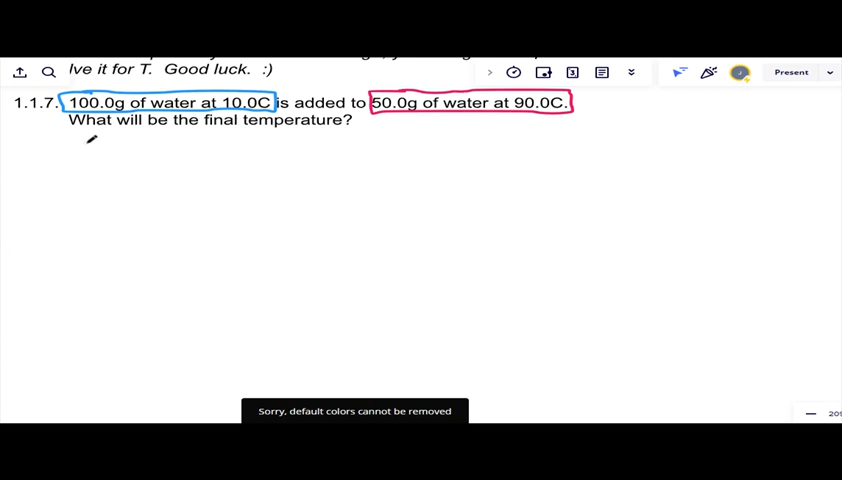 lve it for T.  Good luck.  :)
3
J
Present
1.1.7. 100.0g of water at 10.0C is added to 50.0g of water at 90.0C.
What will be the final temperature?
Sorry, default colors cannot be removed
209